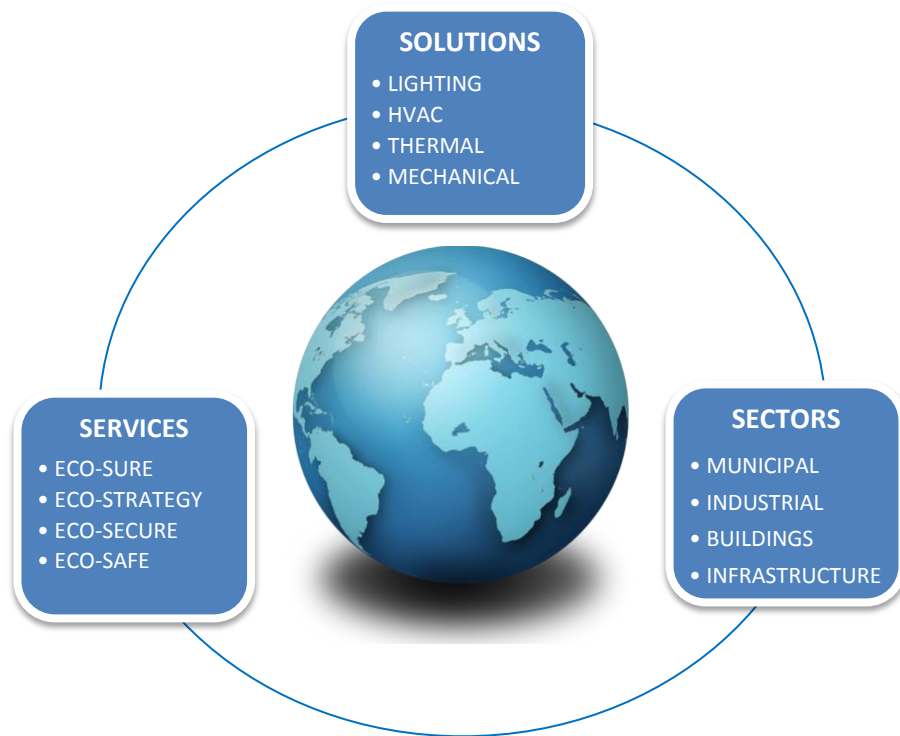 SOLUTIONS
• LIGHTING
• HVAC
• THERMAL
• MECHANICAL
SERVICES
• ECO-SURE
• ECO-STRATEGY
• ECO-SECURE
• ECO-SAFE
SECTORS
• MUNICIPAL
• INDUSTRIAL
• BUILDINGS
• INFRASTRUCTURE